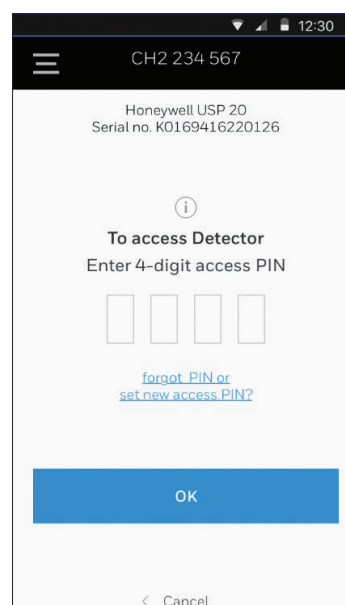 12:30
CH2 234 567
Honeywell USP 20
Serial no. K0169416220126
i
To access Detector
Enter 4-digit access PIN
forgot PIN or
set new access PIN?
OK
< Cancel